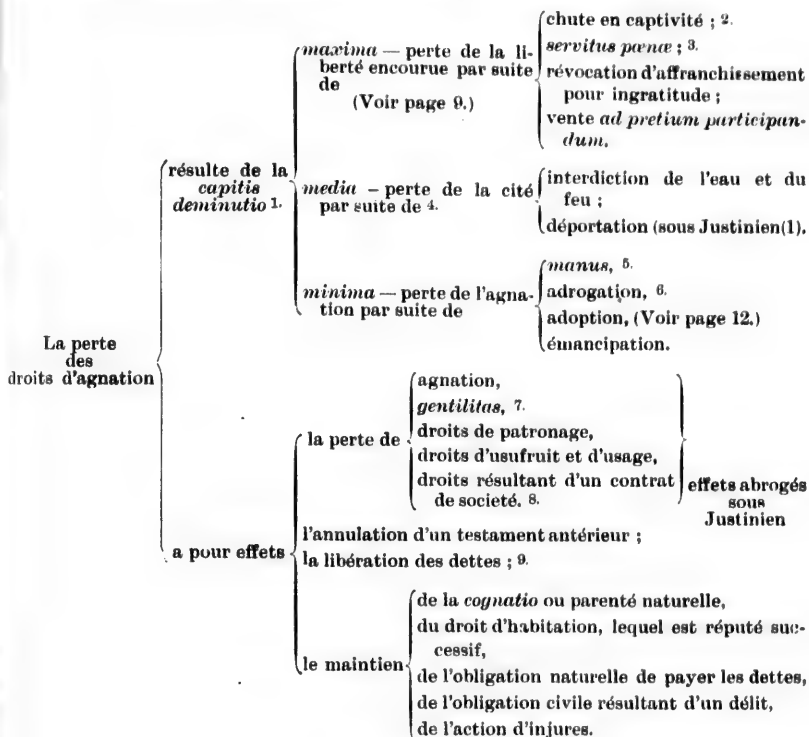 La perte
des
droits d'agnation
résulte de la
capitis
deminutio 1.
maxima — perte de la li-
berté encourue par suite
de
(Voir page 9.)
chute en captivité ; 2.
servitus pœnæ ; 3.
révocation d'affranchissement
pour ingratitude ;
vente ad pretium participan-
dum.
media – perte de la cité
par suite de 4.
interdiction de l'eau et du
feu ;
déportation (sous Justinien(1).
minima — perte de l'agna-
tion par suite de
manus, 5.
adrogation, 6.
adoption, (Voir page 12.)
émancipation.
a pour effets
la perte de
agnation,
gentilitas, 7.
droits de patronage,
droits d'usufruit et d'usage,
droits résultant d'un contrat
de societé. 8.
effets abrogés
sous
Justinien
l'annulation d'un testament antérieur ;
la libération des dettes ; 9.
le maintien
de la cognatio ou parenté naturelle,
du droit d'habitation, lequel est réputé suc-
cessif,
de l'obligation naturelle de payer les dettes,
de l'obligation civile résultant d'un délit,
de l'action d'injures.